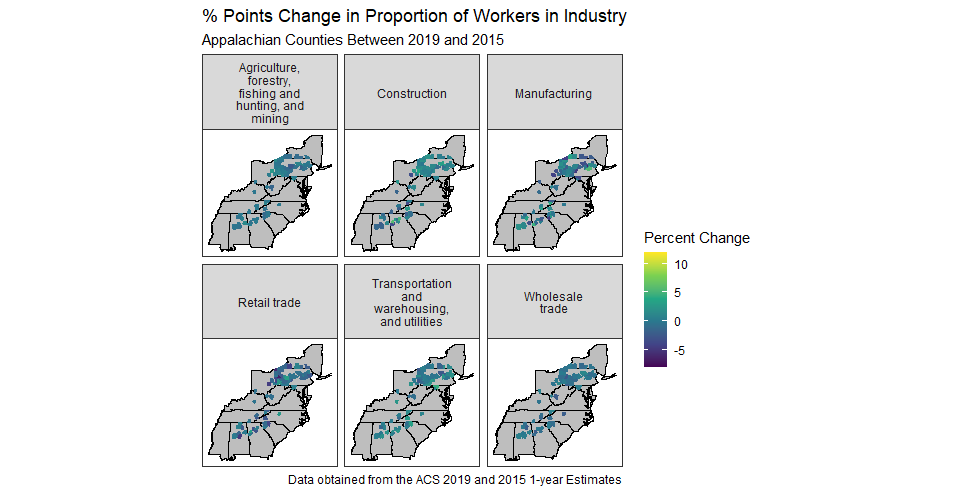 % Points Change in Proportion of Workers in Industry
Appalachian Counties Between 2019 and 2015
Agriculture,
forestry,
fishing and
hunting, and
mining
Construction
Manufacturing
Retail trade
Transportation
and
warehousing,
and utilities
Wholesale
trade
Percent Change
10
5
0
-5
Data obtained from the ACS 2019 and 2015 1-year Estimates